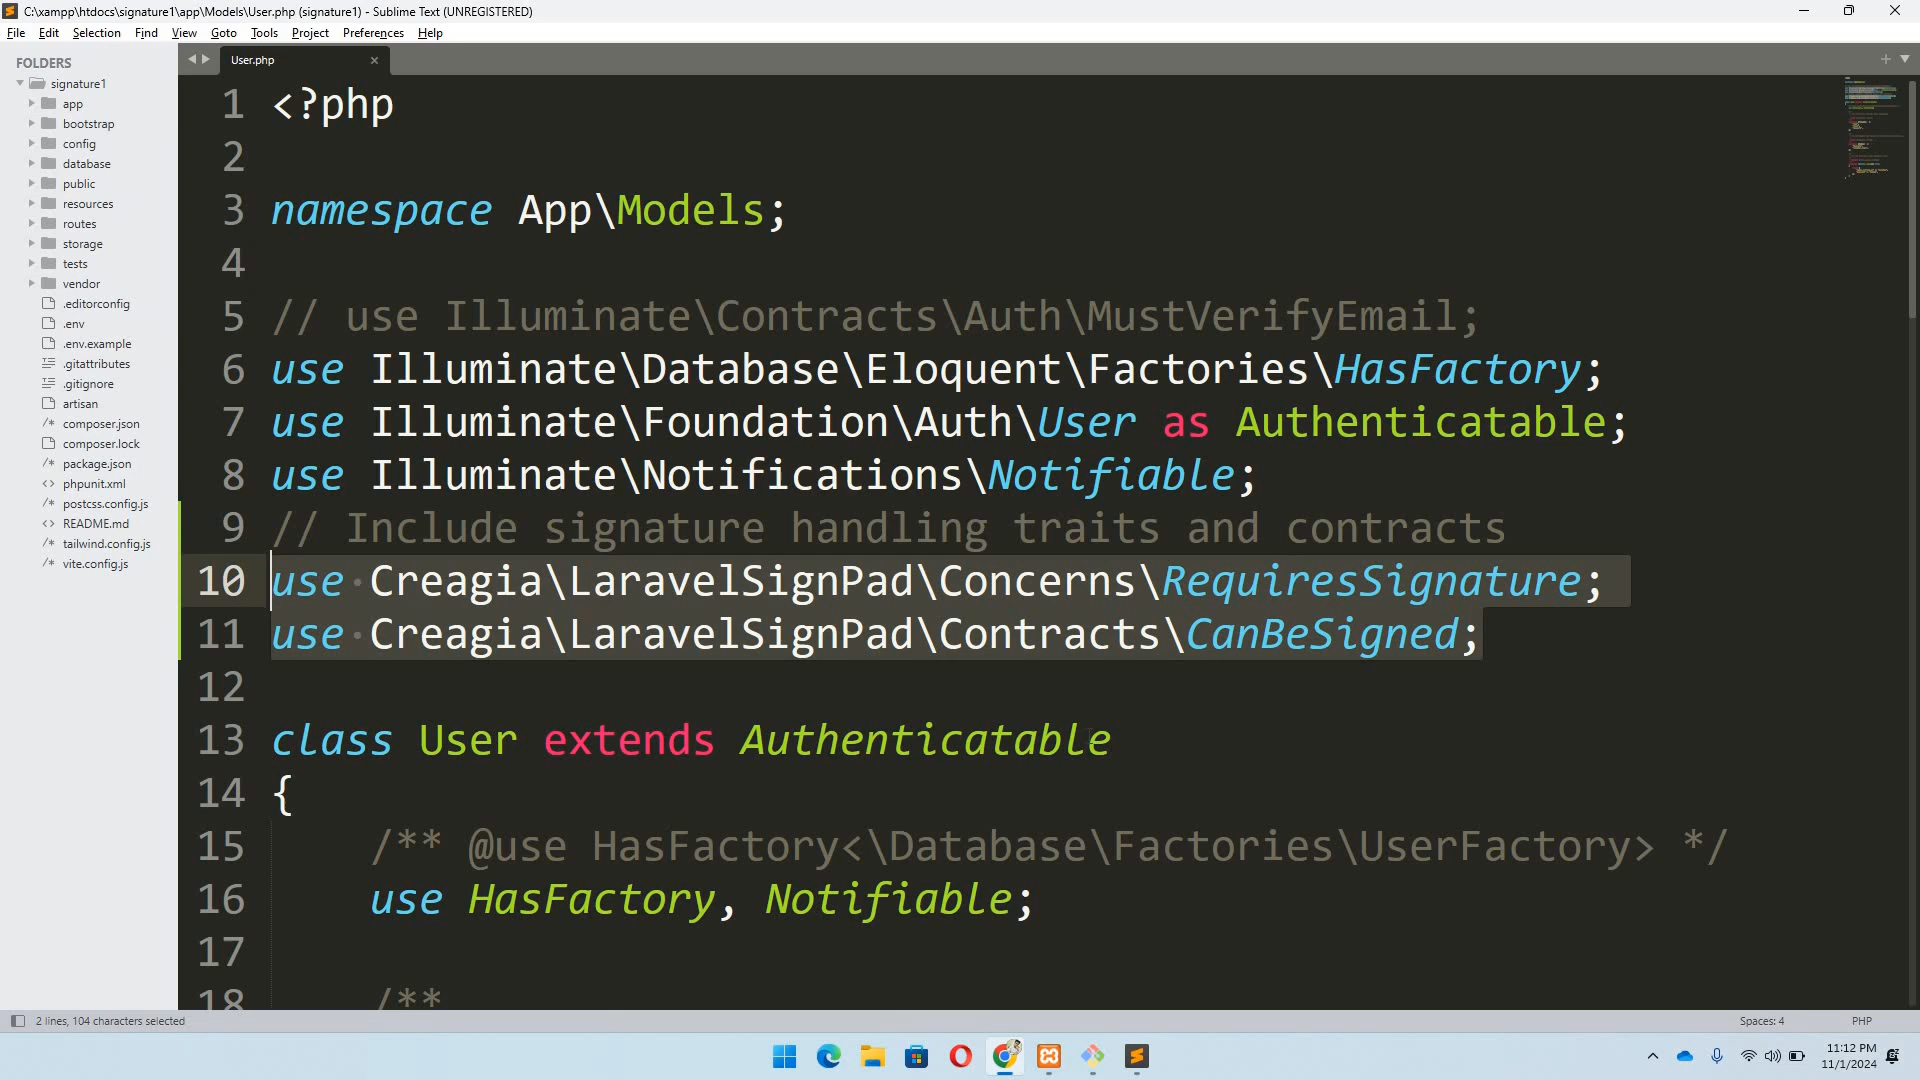 C:\xampp\htdocs\signature1\app\Models\User.php (signature1) - Sublime Text (UNREGISTERED)
File Edit Selection Find View Goto Tools Project Preferences Help
FOLDERS
signature1
app
bootstrap
config
database
public
resources
routes
storage
tests
vendor
.editorconfig
.env
.env.example
.gitattributes
.gitignore
artisan
composer.json
composer.lock
package.json
phpunit.xml
postcss.config.js
README.md
tailwind.config.js
vite.config.js
User.php
1 <?php
2
3 namespace App\Models;
4
5 // use Illuminate\Contracts\Auth\MustVerifyEmail;
6 use Illuminate\Database\Eloquent\Factories\HasFactory;
7 use Illuminate\Foundation\Auth\User as Authenticatable;
8 use Illuminate\Notifications\Notifiable;
9 // Include signature handling traits and contracts
10 use Creagia\LaravelSignPad\Concerns\RequiresSignature;
11 use Creagia\LaravelSignPad\Contracts\CanBeSigned;
12
13 class User extends Authenticatable
14 {
15 /** @use HasFactory<\Database\Factories\UserFactory> */
16 use HasFactory, Notifiable;
17
18 /**
2 lines, 104 characters selected
Spaces: 4
PHP
11:12 PM
11/1/2024